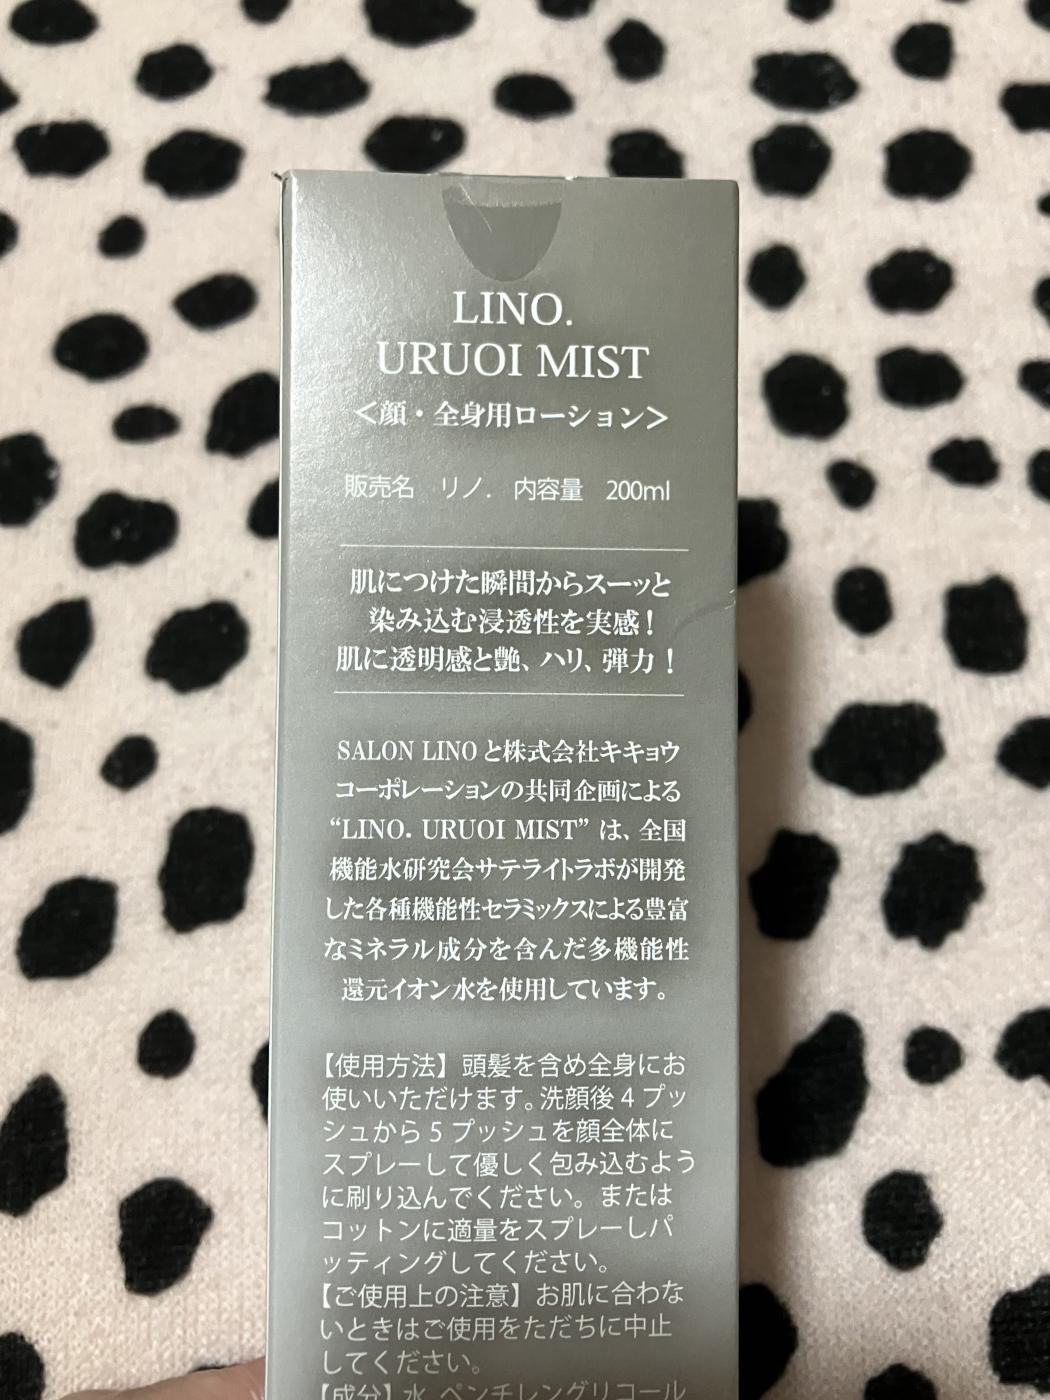 LINO.
URUOI MIST
<顔・全身用ローション>
販売名 リノ. 内容量 200ml
肌につけた瞬間からスーッと
染み込む浸透性を実感！
肌に透明感と艶、ハリ、弾力！
SALON LINO と株式会社キキョウ
コーポレーションの共同企画による
“LINO. URUOI MIST” は、全国
機能水研究会サテライトラボが開発
した各種機能性セラミックスによる豊富
なミネラル成分を含んだ多機能性
還元イオン水を使用しています。
【使用方法】頭髪を含め全身にお
使いいただけます。洗顔後 4 プッ
シュから 5 プッシュを顔全体に
スプレーして優しく包み込むよう
に刷り込んでください。または
コットンに適量をスプレーしパ
ッティングしてください。
【ご使用上の注意】お肌に合わな
いときはご使用をただちに中止
してください。
【成分】水、ペンチレングリコール